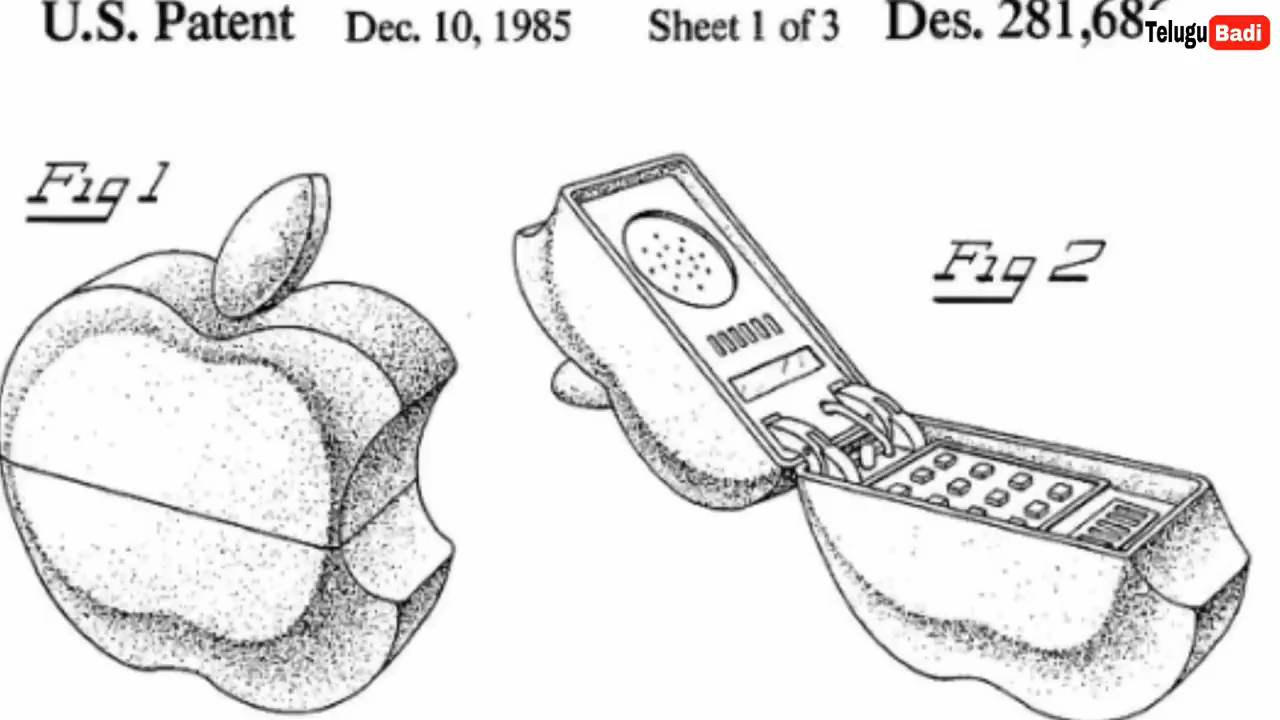 U.S. Patent Dec. 10, 1985 Sheet 1 of 3 Des. 281,68
Telugu Badi
Fig 1
Fig 2